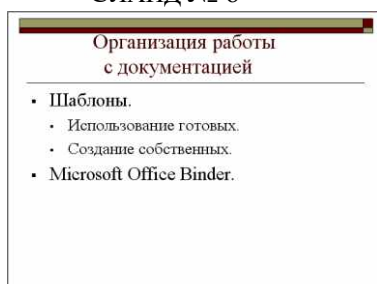 Организация работы
с документацией
Шаблоны.
Использование готовых.
Создание собственных.
Microsoft Office Binder.